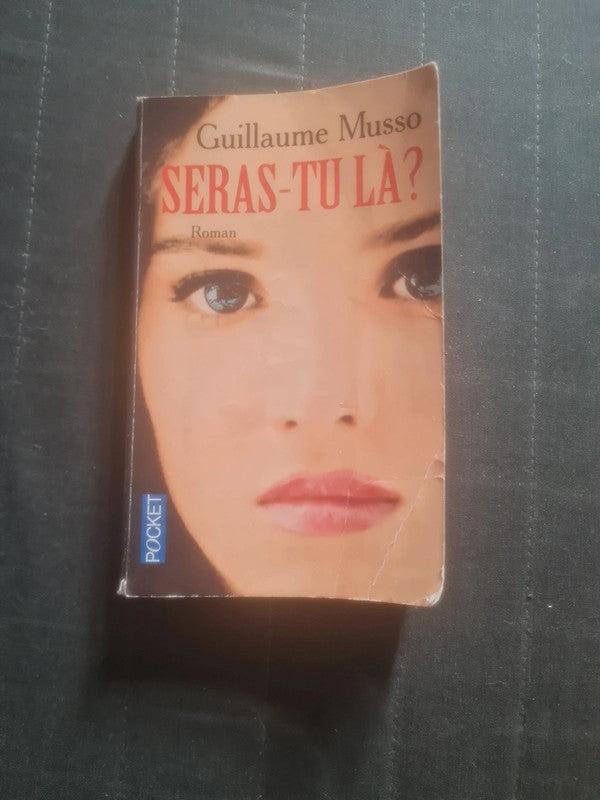 Guillaume Musso
SERAS-TU LÀ?
Roman
POCKET